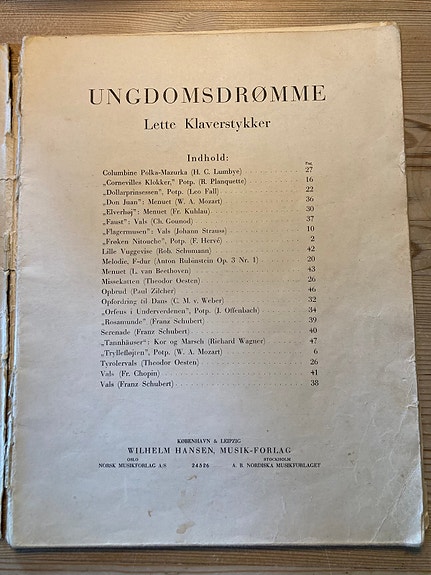 UNGDOMSDRØMME
Lette Klaverstykker
Indhold:
Pag.
Columbine Polka-Mazurka (H. C. Lumbye) 27
„Cornevilles Klokker,” Potp. (R. Planquette) 16
„Dollarprinsessen”, Potp. (Leo Fall) 22
„Don Juan”: Menuet (W. A. Mozart) 36
„Elverhøj”: Menuet (Fr. Kuhlau) 30
„Faust”: Vals (Ch. Gounod) 37
„Flagermusen”: Vals (Johann Strauss) 10
„Frøken Nitouche”, Potp. (F. Hervé) 2
Lille Vuggevise (Rob. Schumann) 42
Melodie, F-dur (Anton Rubinstein Op. 3 Nr. 1) 20
Menuet (L. van Beethoven) 43
Missekatten (Theodor Oesten) 26
Opbrud (Paul Zilcher) 46
Opfordring til Dans (C. M. v. Weber) 32
„Orfeus i Underverdenen”, Potp. (J. Offenbach) 34
„Rosamunde” (Franz Schubert) 39
Serenade (Franz Schubert) 40
„Tannhäuser”: Kor og Marsch (Richard Wagner) 47
„Tryllefløjten”, Potp. (W. A. Mozart) 6
Tyrolervals (Theodor Oesten) 26
Vals (Fr. Chopin) 41
Vals (Franz Schubert) 38
KØBENHAVN & LEIPZIG
WILHELM HANSEN, MUSIK-FORLAG
OSLO STOCKHOLM
NORSK MUSIKFORLAG A/S 24526 A. B. NORDISKA MUSIKFÖRLAGET